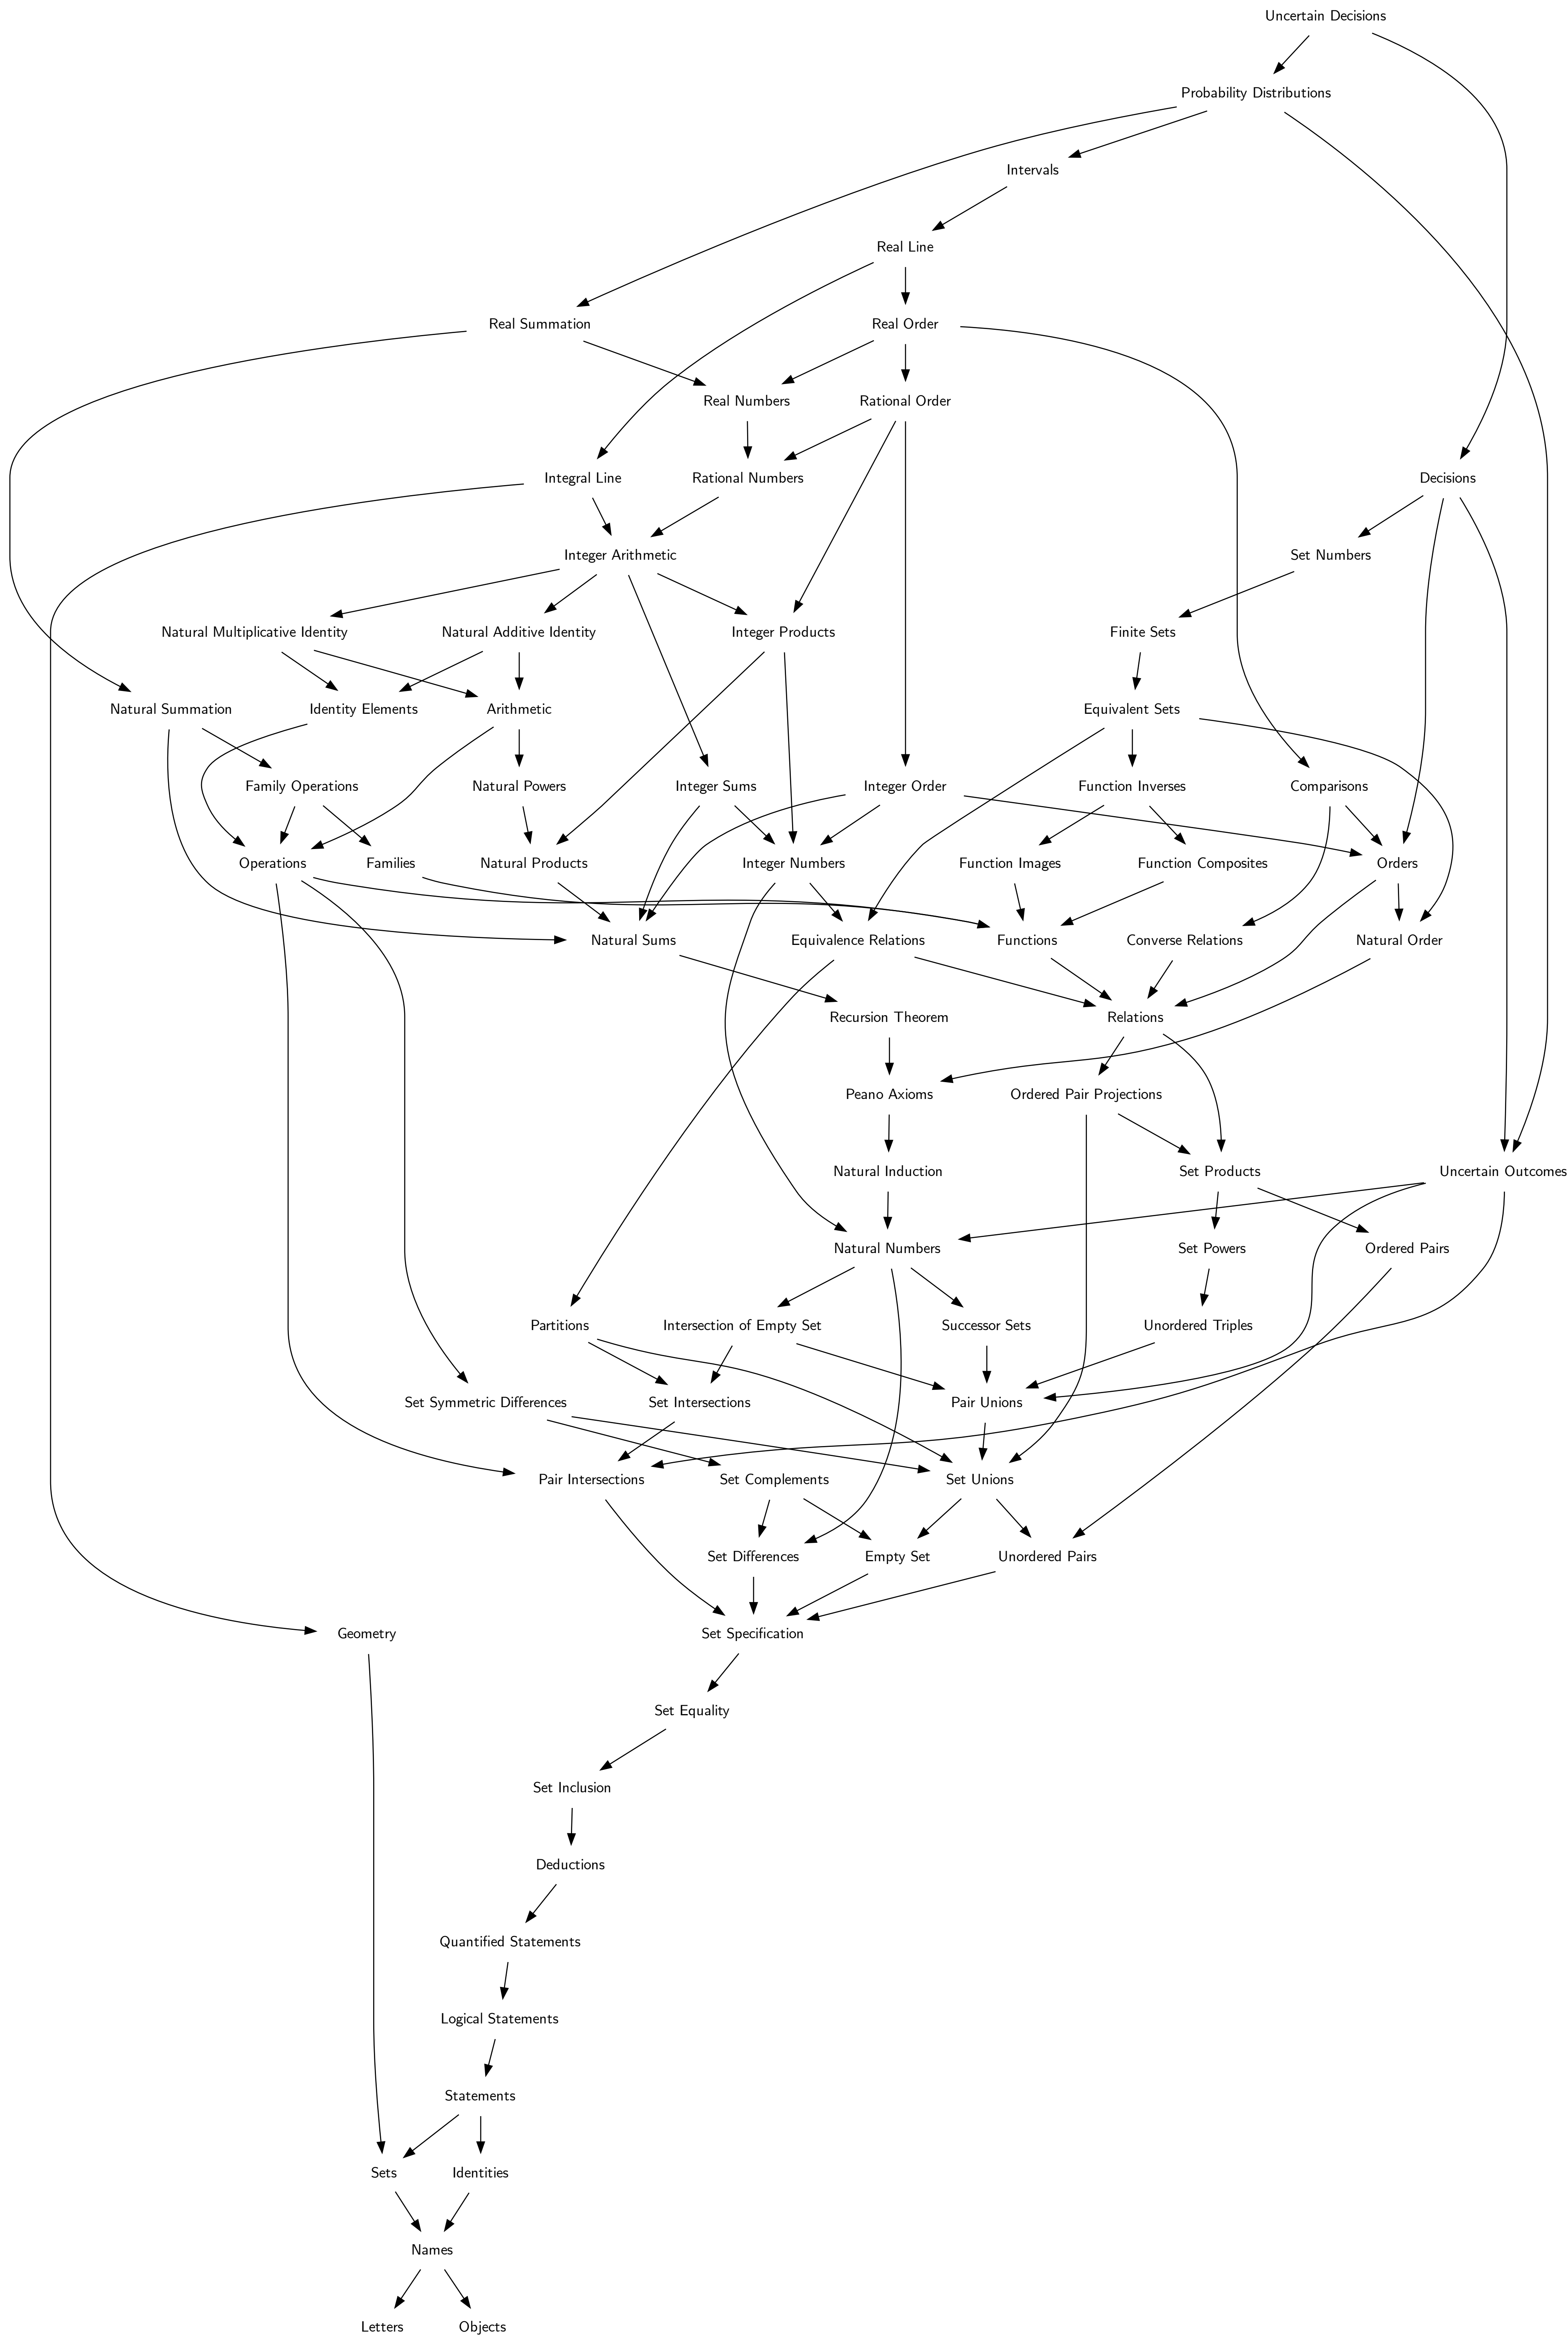 Uncertain Decisions
Probability Distributions
Intervals
Real Line
Real Summation
Real Order
Real Numbers
Rational Order
Integral Line
Rational Numbers
Decisions
Integer Arithmetic
Set Numbers
Natural Multiplicative Identity
Natural Additive Identity
Integer Products
Finite Sets
Natural Summation
Identity Elements
Arithmetic
Equivalent Sets
Family Operations
Natural Powers
Integer Sums
Integer Order
Function Inverses
Comparisons
Operations
Families
Natural Products
Integer Numbers
Function Images
Function Composites
Orders
Natural Sums
Equivalence Relations
Functions
Converse Relations
Natural Order
Recursion Theorem
Relations
Peano Axioms
Ordered Pair Projections
Natural Induction
Set Products
Uncertain Outcomes
Natural Numbers
Set Powers
Ordered Pairs
Partitions
Intersection of Empty Set
Successor Sets
Unordered Triples
Set Symmetric Differences
Set Intersections
Pair Unions
Pair Intersections
Set Complements
Set Unions
Set Differences
Empty Set
Unordered Pairs
Geometry
Set Specification
Set Equality
Set Inclusion
Deductions
Quantified Statements
Logical Statements
Statements
Sets
Identities
Names
Letters
Objects